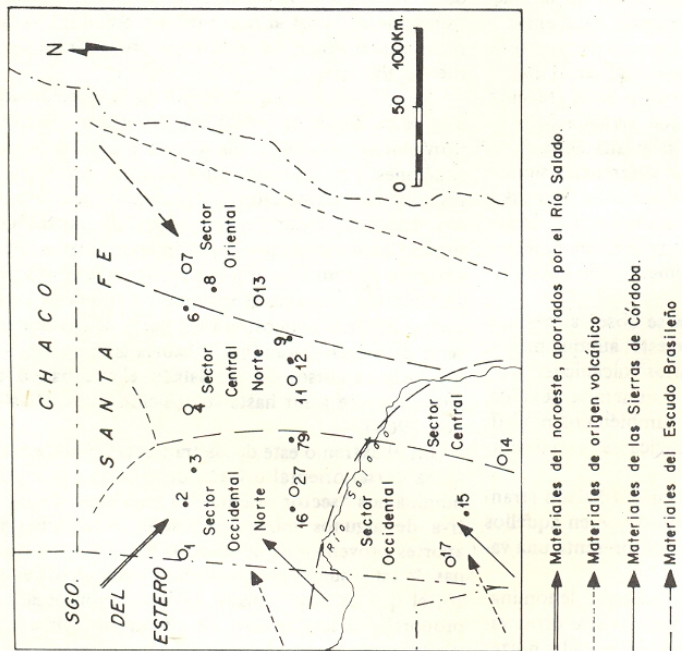 CHACO
N
SGO.
SANTA FE
DEL
ESTERO
1
2
3
4
6
7
8
Sector
Oriental
Sector
Occidental
Norte
Sector
Central
Norte
13
16
27
79
11
12
9
Sector
Occidental
Sector
Central
17
15
14
0 50 100Km.
Materiales del noroeste aportados por el Río Salado.
Materiales de origen volcánico
Materiales de las Sierras de Córdoba.
Materiales del Escudo Brasileño